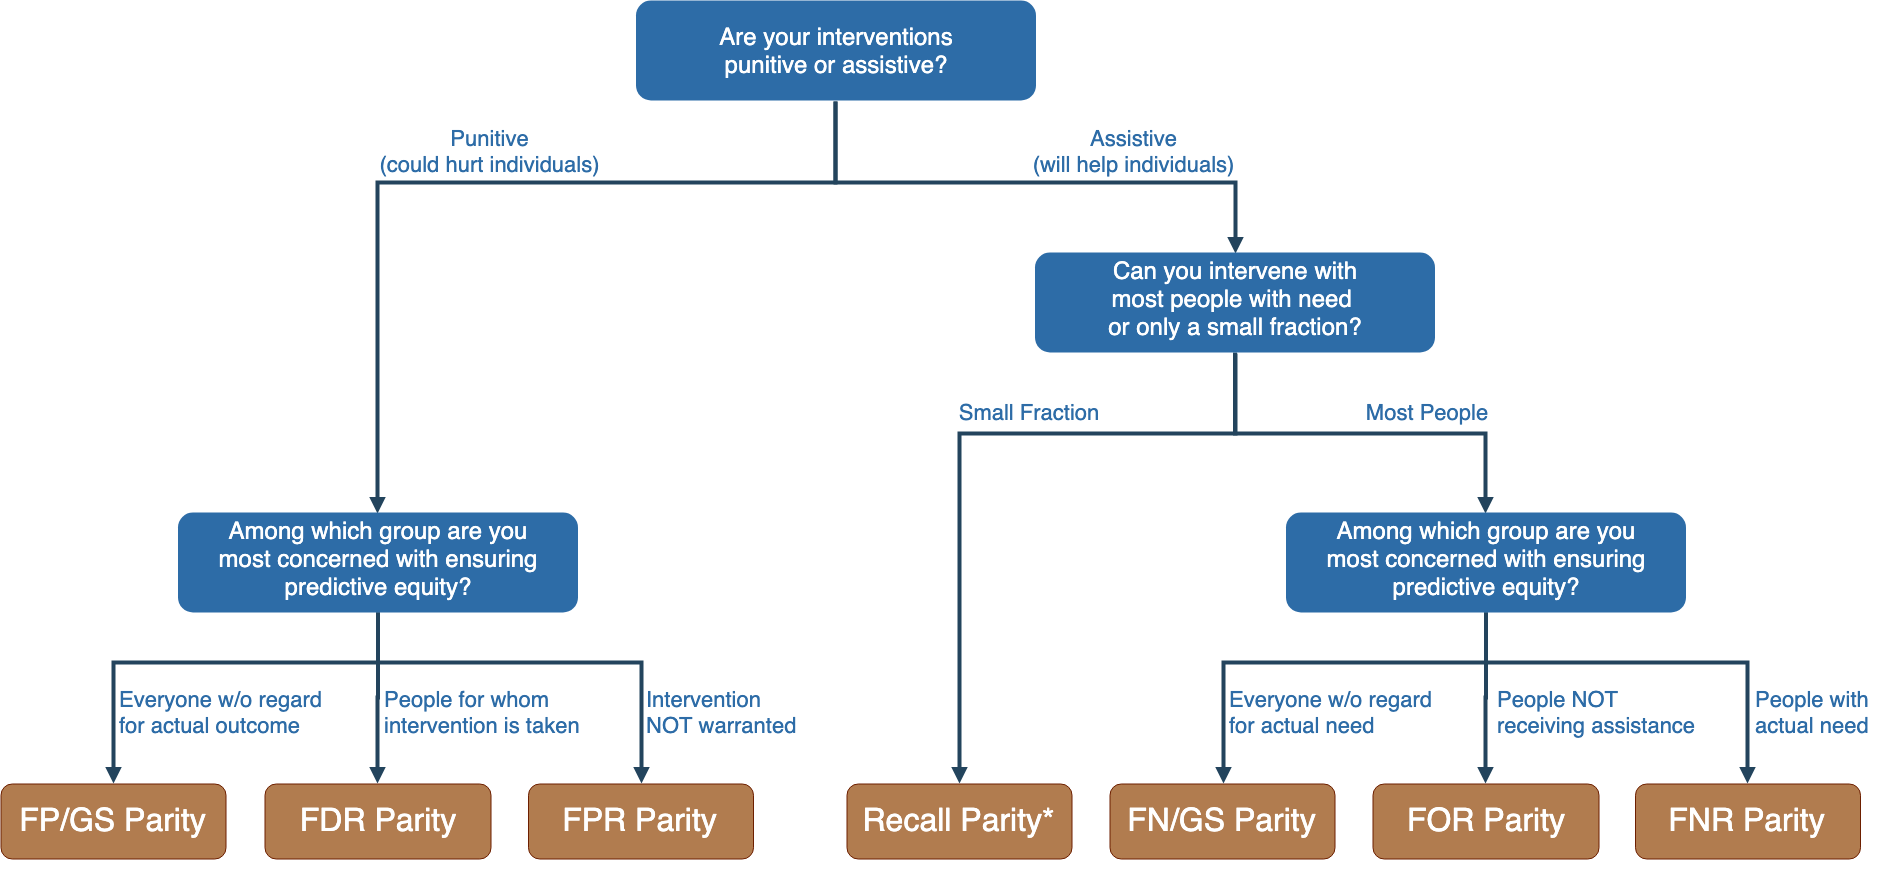 Are your interventions
punitive or assistive?
Punitive
(could hurt individuals)
Assistive
(will help individuals)
Can you intervene with
most people with need
or only a small fraction?
Small Fraction
Most People
Among which group are you
most concerned with ensuring
predictive equity?
Among which group are you
most concerned with ensuring
predictive equity?
Everyone w/o regard
for actual outcome
People for whom
intervention is taken
Intervention
NOT warranted
Everyone w/o regard
for actual need
People NOT
receiving assistance
People with
actual need
FP/GS Parity
FDR Parity
FPR Parity
Recall Parity*
FN/GS Parity
FOR Parity
FNR Parity